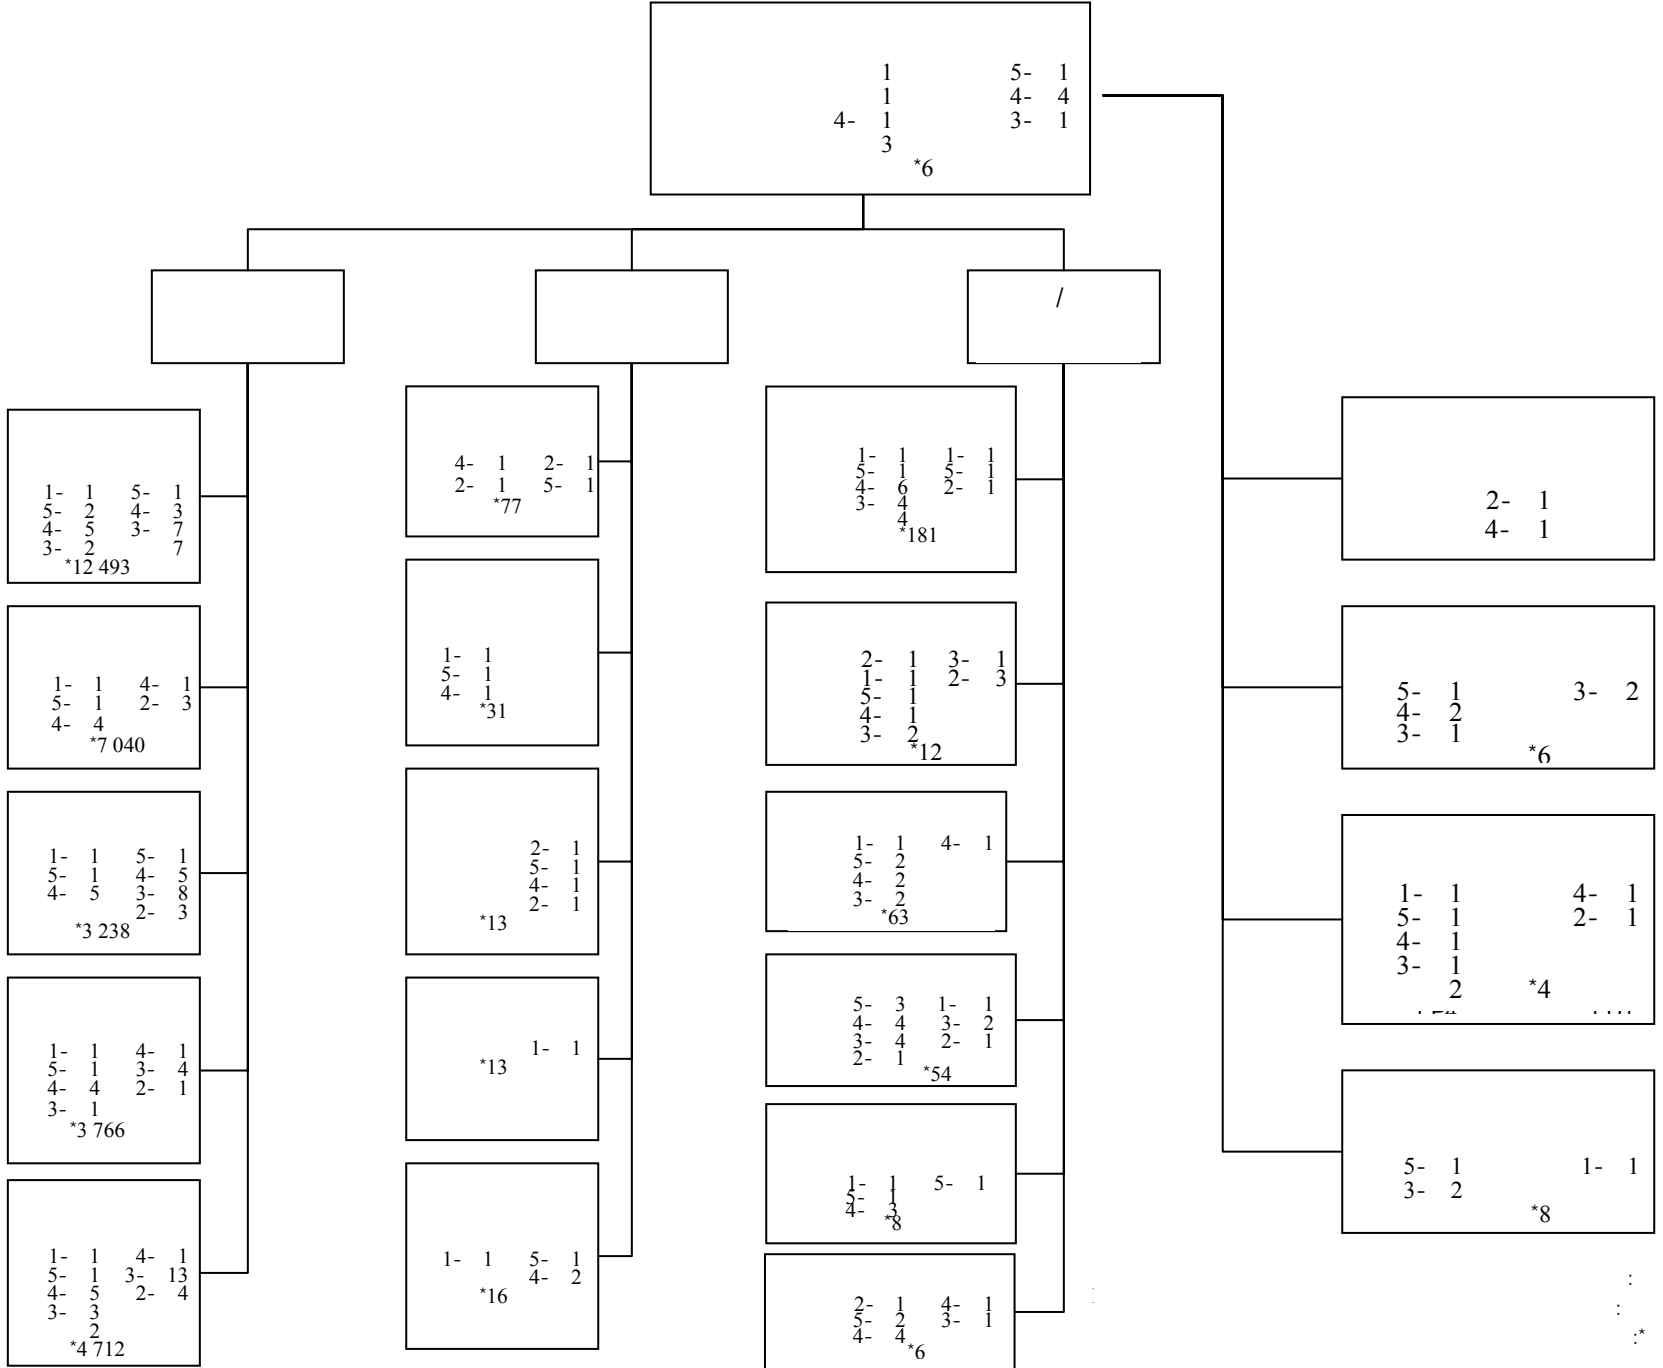 1 5- 1
1 4- 4
4- 1 3- 1
3
*6
/
1- 1 5- 1
5- 2 4- 3
4- 5 3- 7
3- 2 7
*12 493
1- 1 4- 1
5- 1 2- 3
4- 4
*7 040
1- 1 5- 1
5- 1 4- 5
4- 5 3- 8
2- 3
*3 238
1- 1 4- 1
5- 1 3- 4
4- 4 2- 1
3- 1
*3 766
1- 1 4- 1
5- 1 3- 13
4- 5 2- 4
3- 3
2
*4 712
4- 1 2- 1
2- 1 5- 1
*77
1- 1
5- 1
4- 1
*31
2- 1
5- 1
4- 1
2- 1
*13
1- 1
*13
1- 1 5- 1
4- 2
*16
1- 1 1- 1
5- 1 5- 1
4- 6 2- 1
3- 4
4
*181
2- 1 3- 1
1- 1 2- 3
5- 1
4- 1
3- 2
*12
1- 1 4- 1
5- 2
4- 2
3- 2
*63
5- 3 1- 1
4- 4 3- 2
3- 4 2- 1
2- 1
*54
1- 1 5- 1
5- 1
4- 3
*8
2- 1 4- 1
5- 2 3- 1
4- 4
*6
2- 1
4- 1
5- 1 3- 2
4- 2
3- 1
*6
1- 1 4- 1
5- 1 2- 1
4- 1
3- 1
2 *4
5- 1 1- 1
3- 2
*8
:
:
:*